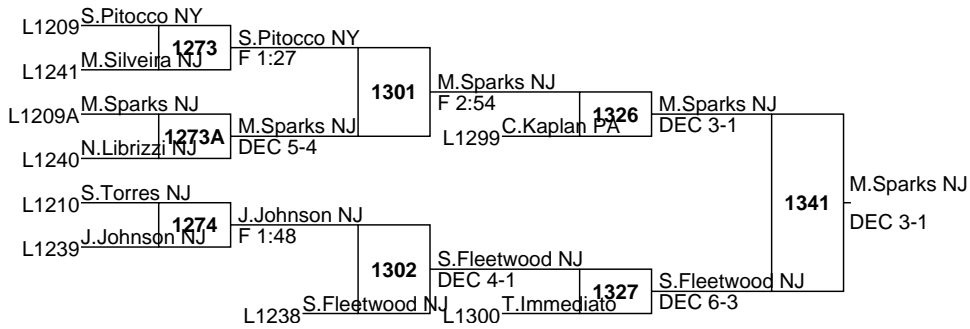 L1209 S.Pitocco NY
1273
L1241 M.Silveira NJ
S.Pitocco NY
F 1:27
1301
L1209A M.Sparks NJ
1273A
L1240 N.Librizzi NJ
M.Sparks NJ
DEC 5-4
M.Sparks NJ
F 2:54
1326
L1299 C.Kaplan PA
M.Sparks NJ
DEC 3-1
1341
M.Sparks NJ
DEC 3-1
L1210 S.Torres NJ
1274
L1239 J.Johnson NJ
J.Johnson NJ
F 1:48
1302
L1238 S.Fleetwood NJ
S.Fleetwood NJ
DEC 4-1
1327
L1300 T.Immediato
S.Fleetwood NJ
DEC 6-3